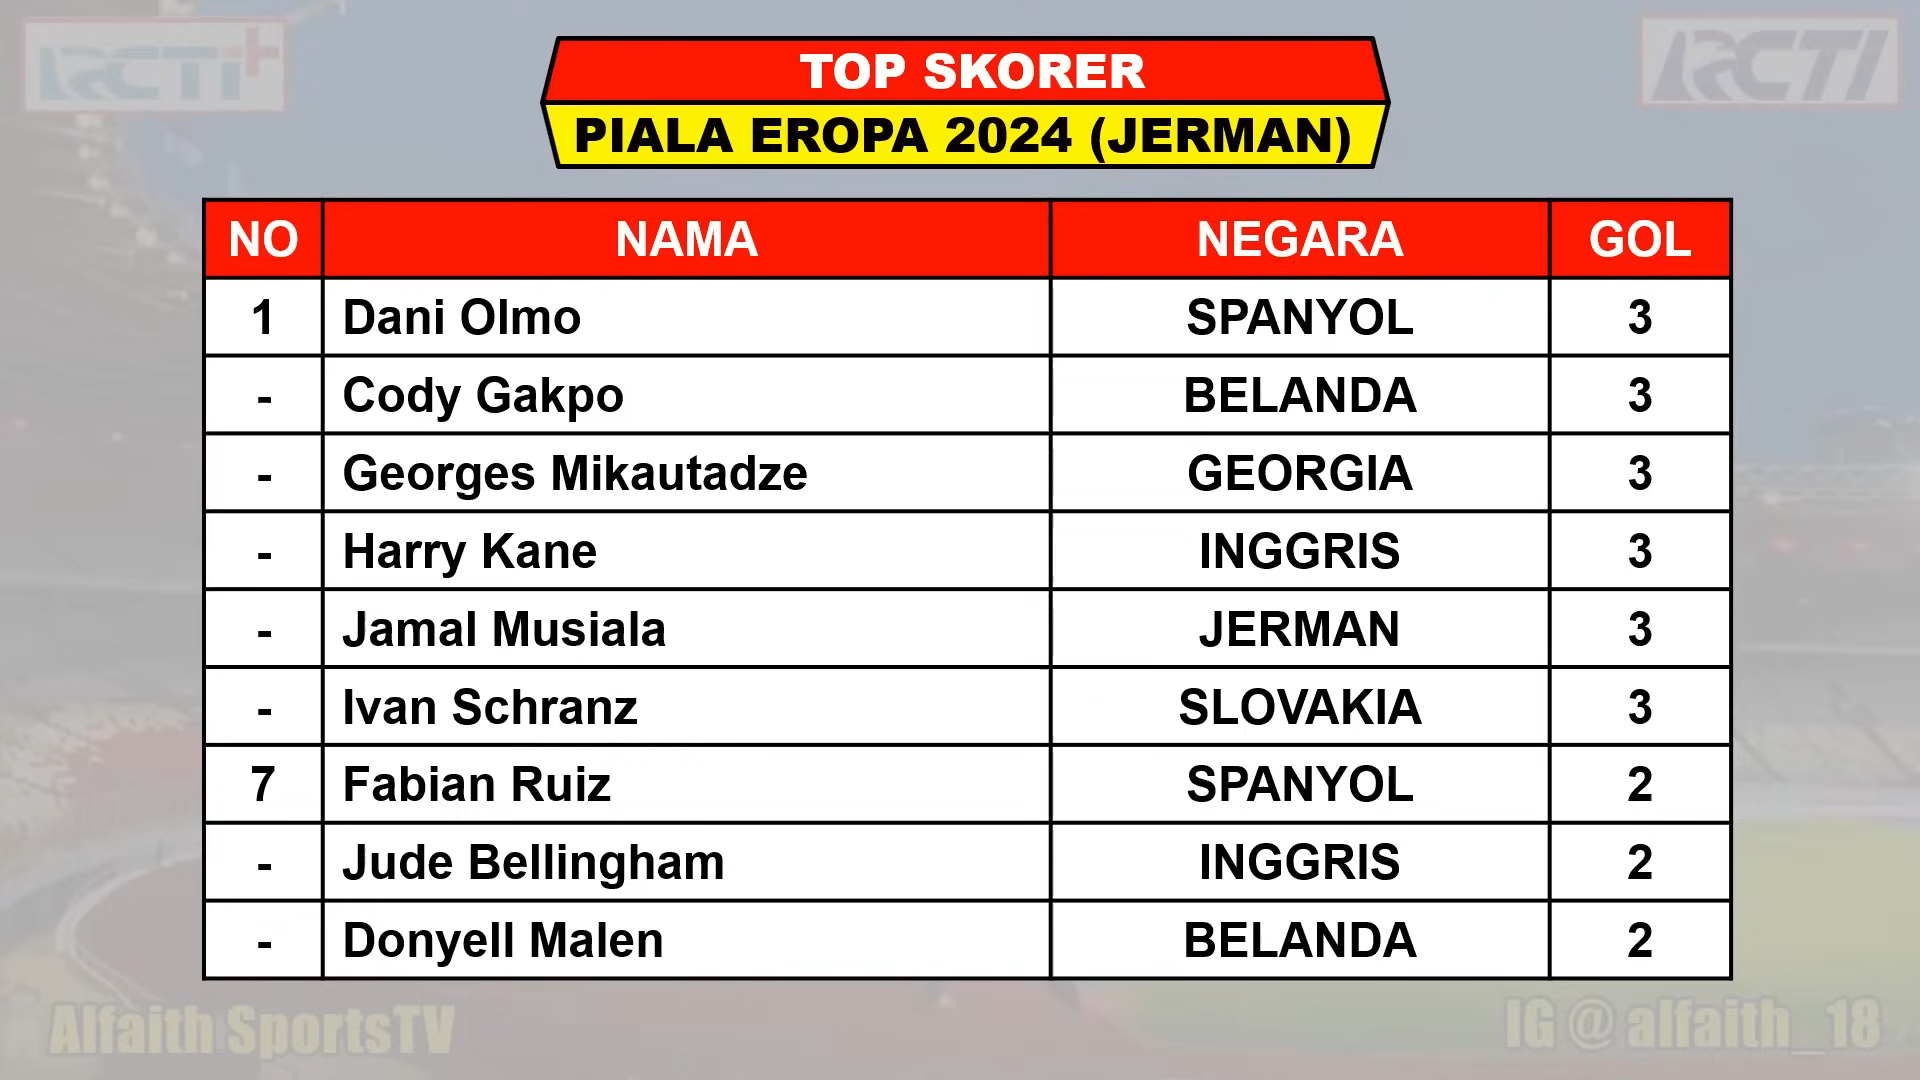 RCTI+
RCTI
TOP SKORER
PIALA EROPA 2024 (JERMAN)
NO NAMA NEGARA GOL
1 Dani Olmo SPANYOL 3
- Cody Gakpo BELANDA 3
- Georges Mikautadze GEORGIA 3
- Harry Kane INGGRIS 3
- Jamal Musiala JERMAN 3
- Ivan Schranz SLOVAKIA 3
7 Fabian Ruiz SPANYOL 2
- Jude Bellingham INGGRIS 2
- Donyell Malen BELANDA 2
Alfaith SportsTV
IG @ alfaith_18